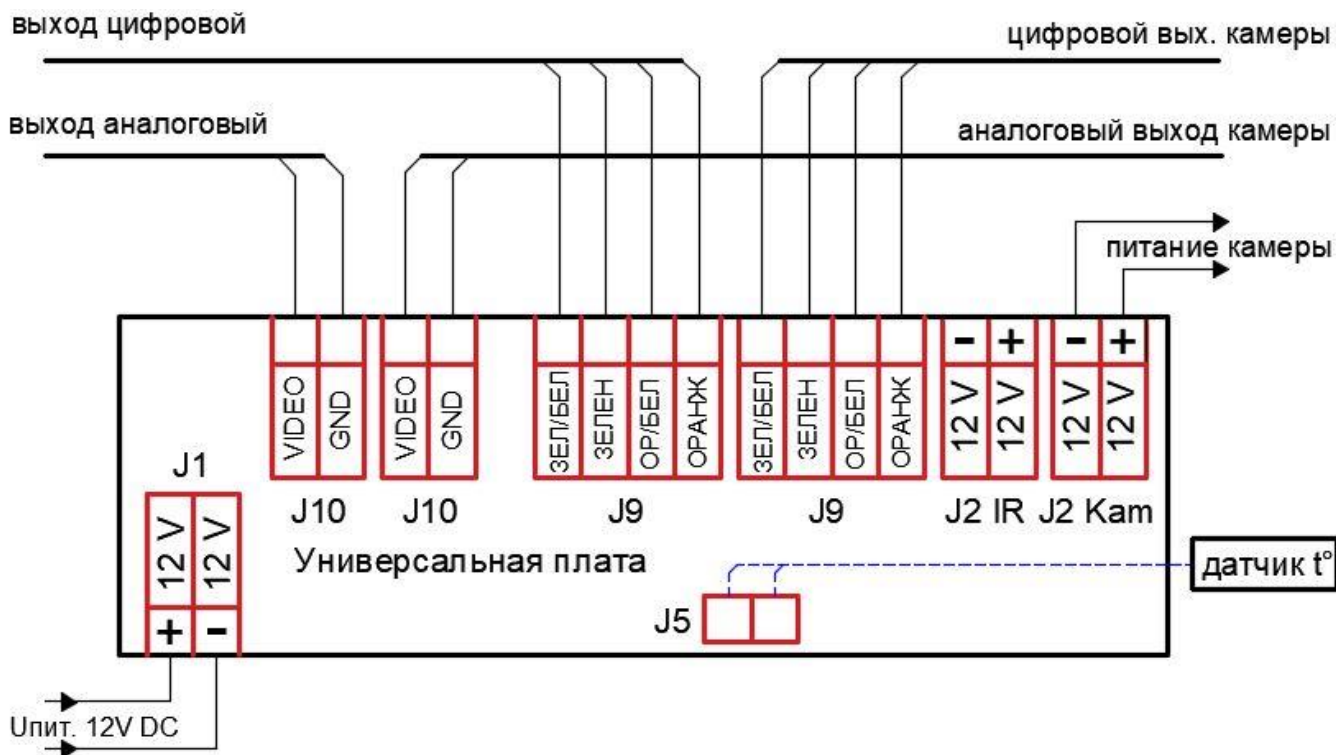 выход цифровой
цифровой вых. камеры
выход аналоговый
аналоговый выход камеры
питание камеры
- + - +
VIDEO GND VIDEO GND ЗЕЛ/БЕЛ ЗЕЛЕН ОР/БЕЛ ОРАНЖ ЗЕЛ/БЕЛ ЗЕЛЕН ОР/БЕЛ ОРАНЖ 12 V 12 V 12 V 12 V
J1
J10 J10 J9 J9 J2 IR J2 Kam
12 V 12 V
Универсальная плата
датчик t°
J5
+ -
Uпит. 12V DC